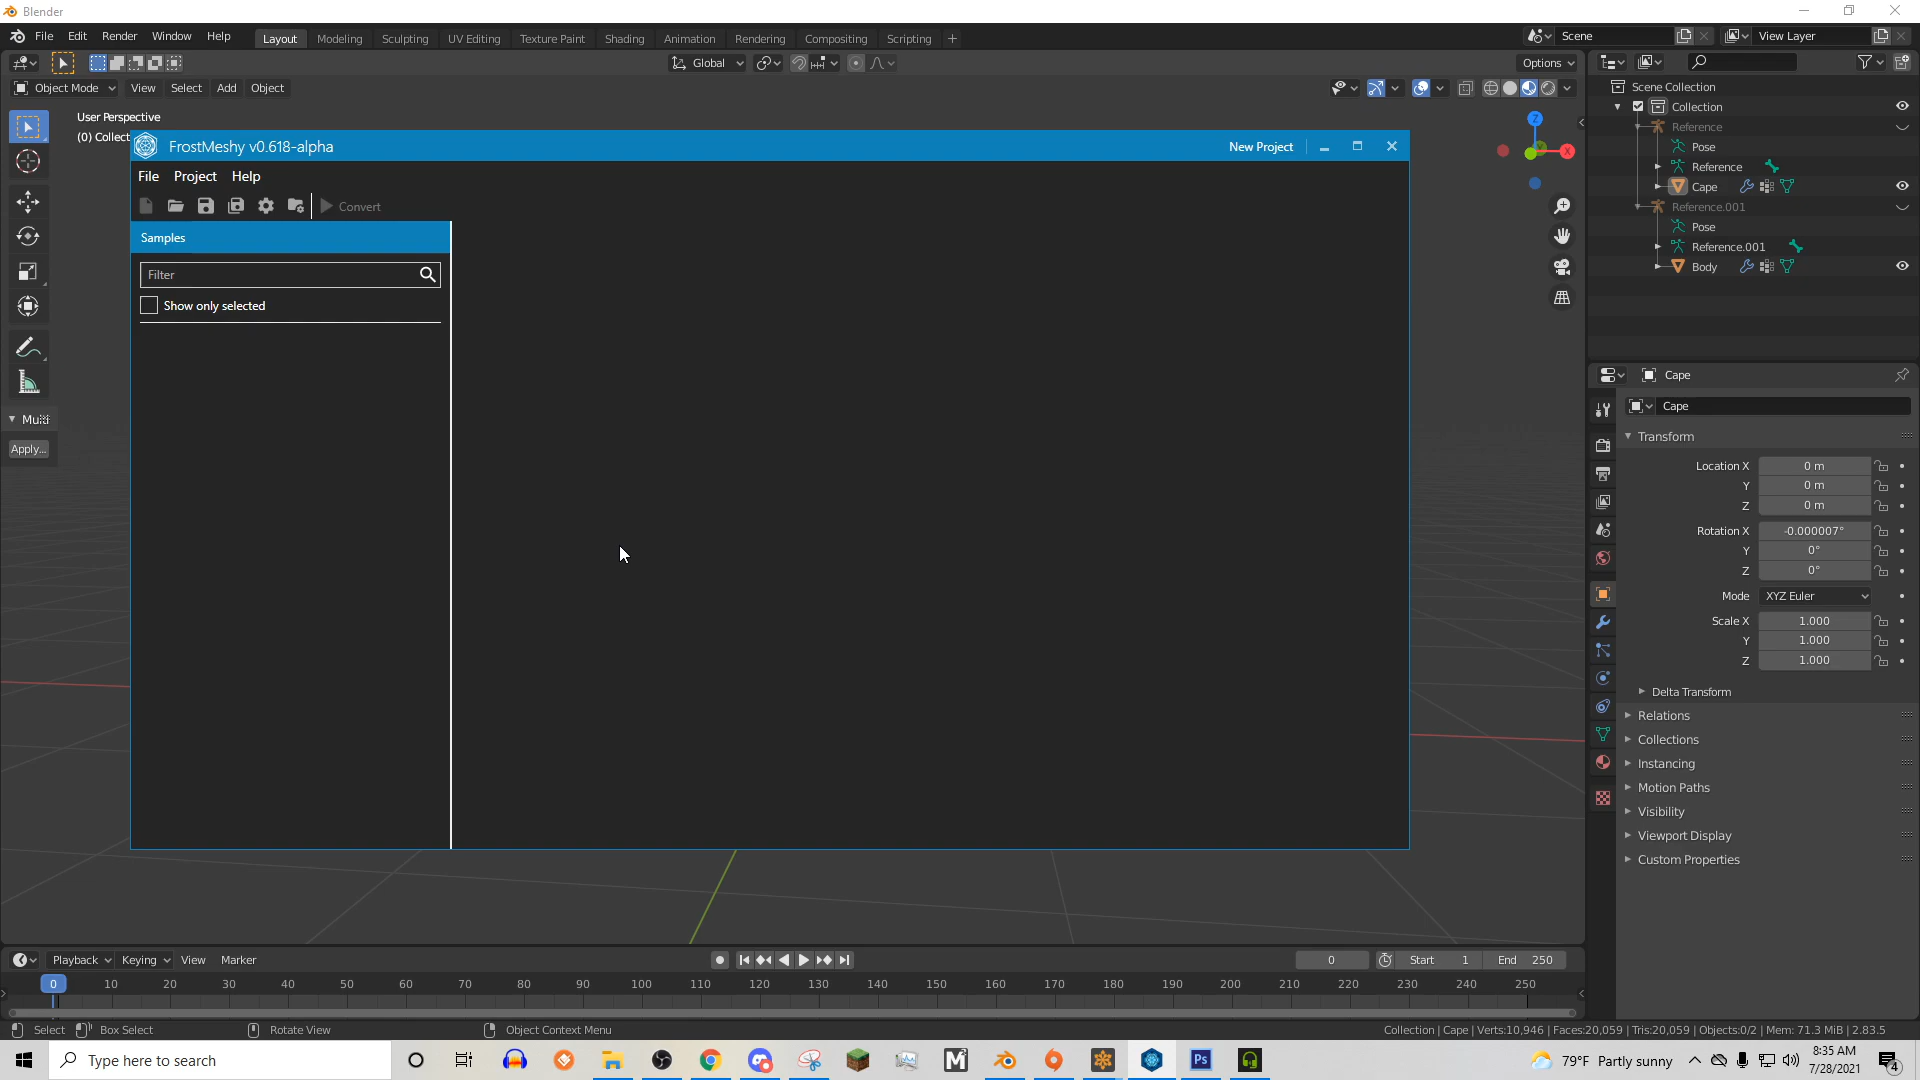 Blender
File Edit Render Window Help
Layout Modeling Sculpting UV Editing Texture Paint Shading Animation Rendering Compositing Scripting +
Scene
View Layer
Global
Options
Object Mode View Select Add Object
User Perspective
(0) Collect
FrostMeshy v0.618-alpha
New Project
File Project Help
Convert
Samples
Filter
Show only selected
Apply...
Z
X
Scene Collection
Collection
Reference
Pose
Reference
Cape
Reference.001
Pose
Reference.001
Body
Cape
Cape
Transform
Location X 0 m
Y 0 m
Z 0 m
Rotation X -0.000007°
Y 0°
Z 0°
Mode XYZ Euler
Scale X 1.000
Y 1.000
Z 1.000
Delta Transform
Relations
Collections
Instancing
Motion Paths
Visibility
Viewport Display
Custom Properties
Playback Keying View Marker
0 Start 1 End 250
0 10 20 30 40 50 60 70 80 90 100 110 120 130 140 150 160 170 180 190 200 210 220 230 240 250
Select Box Select Rotate View Object Context Menu
Collection | Cape | Verts:10,946 | Faces:20,059 | Tris:20,059 | Objects:0/2 | Mem: 71.3 MiB | 2.83.5
Type here to search
M
Ps
79°F Partly sunny
8:35 AM
7/28/2021
4